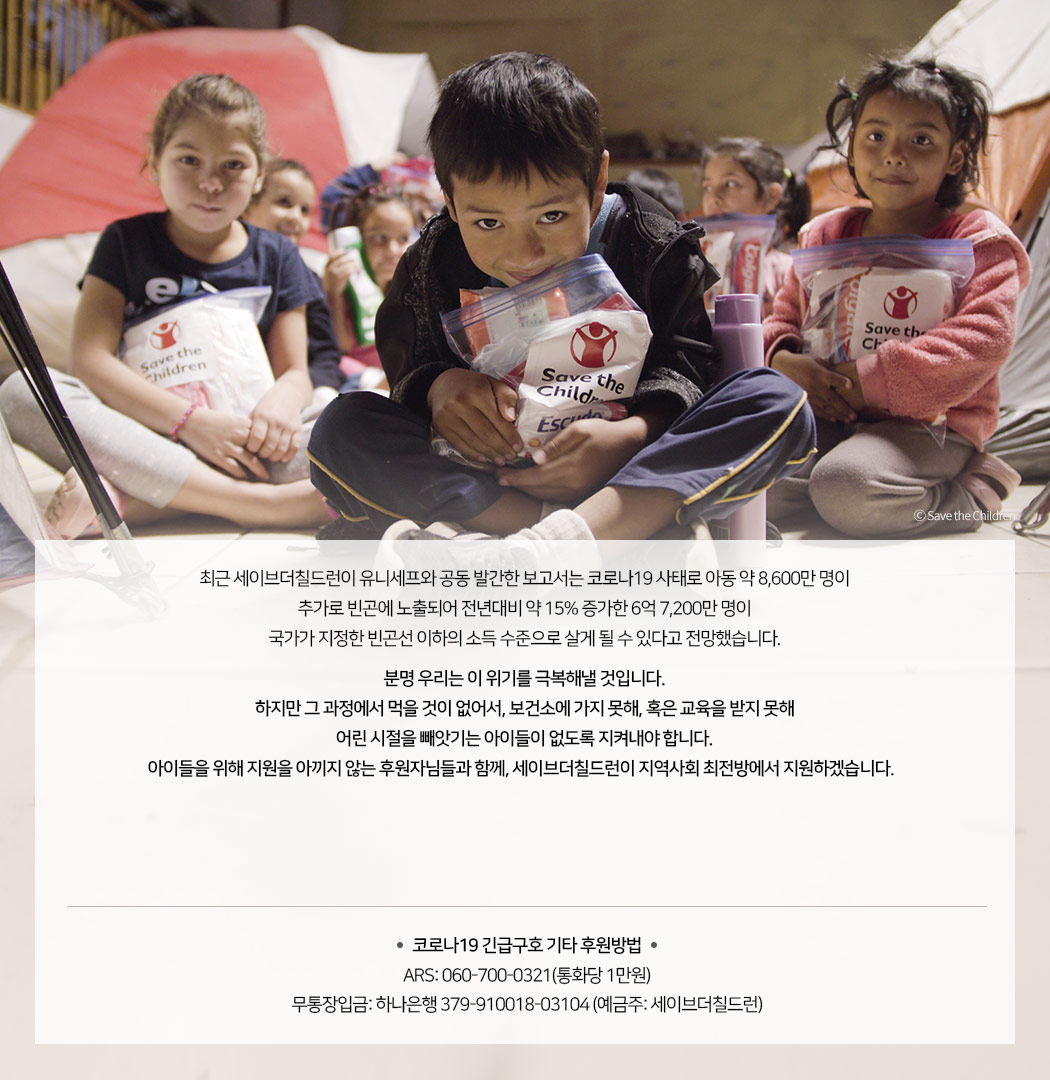 Save the
Children
Save the
Children
Escudo
Colgate
Save the
© Save the Children
최근 세이브더칠드런이 유니세프와 공동 발간한 보고서는 코로나19 사태로 아동 약 8,600만 명이
추가로 빈곤에 노출되어 전년대비 약 15% 증가한 6억 7,200만 명이
국가가 지정한 빈곤선 이하의 소득 수준으로 살게 될 수 있다고 전망했습니다.
분명 우리는 이 위기를 극복해낼 것입니다.
하지만 그 과정에서 먹을 것이 없어서, 보건소에 가지 못해, 혹은 교육을 받지 못해
어린 시절을 빼앗기는 아이들이 없도록 지켜내야 합니다.
아이들을 위해 지원을 아끼지 않는 후원자님들과 함께, 세이브더칠드런이 지역사회 최전방에서 지원하겠습니다.
• 코로나19 긴급구호 기타 후원방법 •
ARS: 060-700-0321(통화당 1만원)
무통장입금: 하나은행 379-910018-03104 (예금주: 세이브더칠드런)